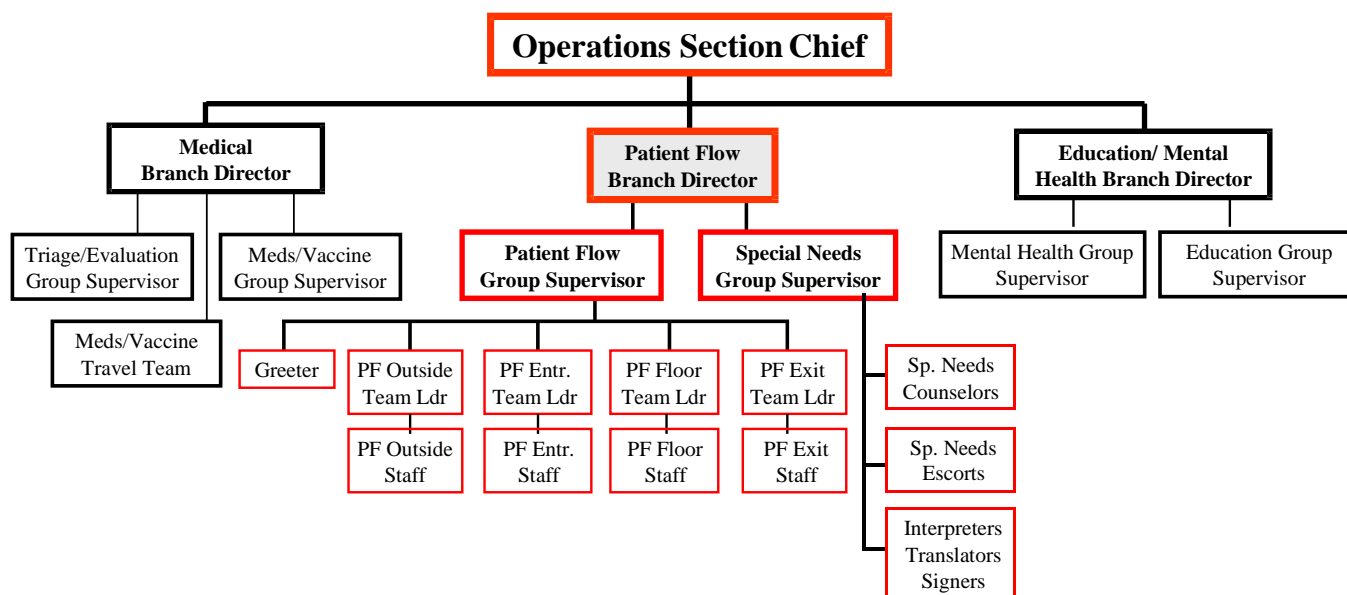 Operations Section Chief
Medical
Branch Director
Patient Flow
Branch Director
Education/ Mental
Health Branch Director
Triage/Evaluation
Group Supervisor
Meds/Vaccine
Group Supervisor
Meds/Vaccine
Travel Team
Patient Flow
Group Supervisor
Special Needs
Group Supervisor
Mental Health Group
Supervisor
Education Group
Supervisor
Greeter
PF Outside
Team Ldr
PF Entr.
Team Ldr
PF Floor
Team Ldr
PF Exit
Team Ldr
PF Outside
Staff
PF Entr.
Staff
PF Floor
Staff
PF Exit
Staff
Sp. Needs
Counselors
Sp. Needs
Escorts
Interpreters
Translators
Signers